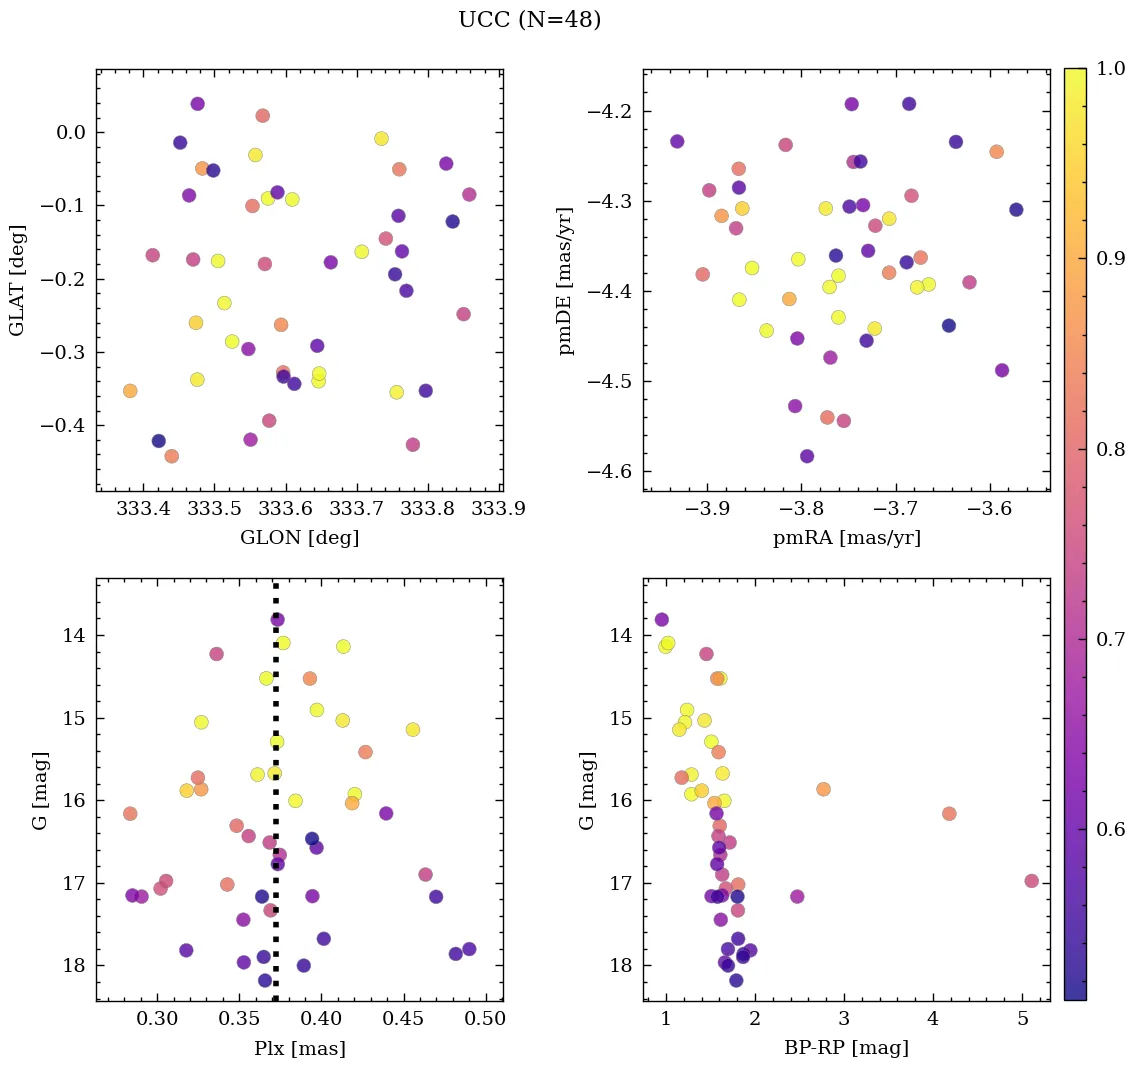 UCC (N=48)
0.0
−0.1
−0.2
−0.3
−0.4
GLAT [deg]
333.4 333.5 333.6 333.7 333.8 333.9
GLON [deg]
−4.2
−4.3
−4.4
−4.5
−4.6
pmDE [mas/yr]
−3.9 −3.8 −3.7 −3.6
pmRA [mas/yr]
1.0
0.9
0.8
0.7
0.6
14
15
16
17
18
G [mag]
0.30 0.35 0.40 0.45 0.50
Plx [mas]
14
15
16
17
18
G [mag]
1 2 3 4 5
BP-RP [mag]